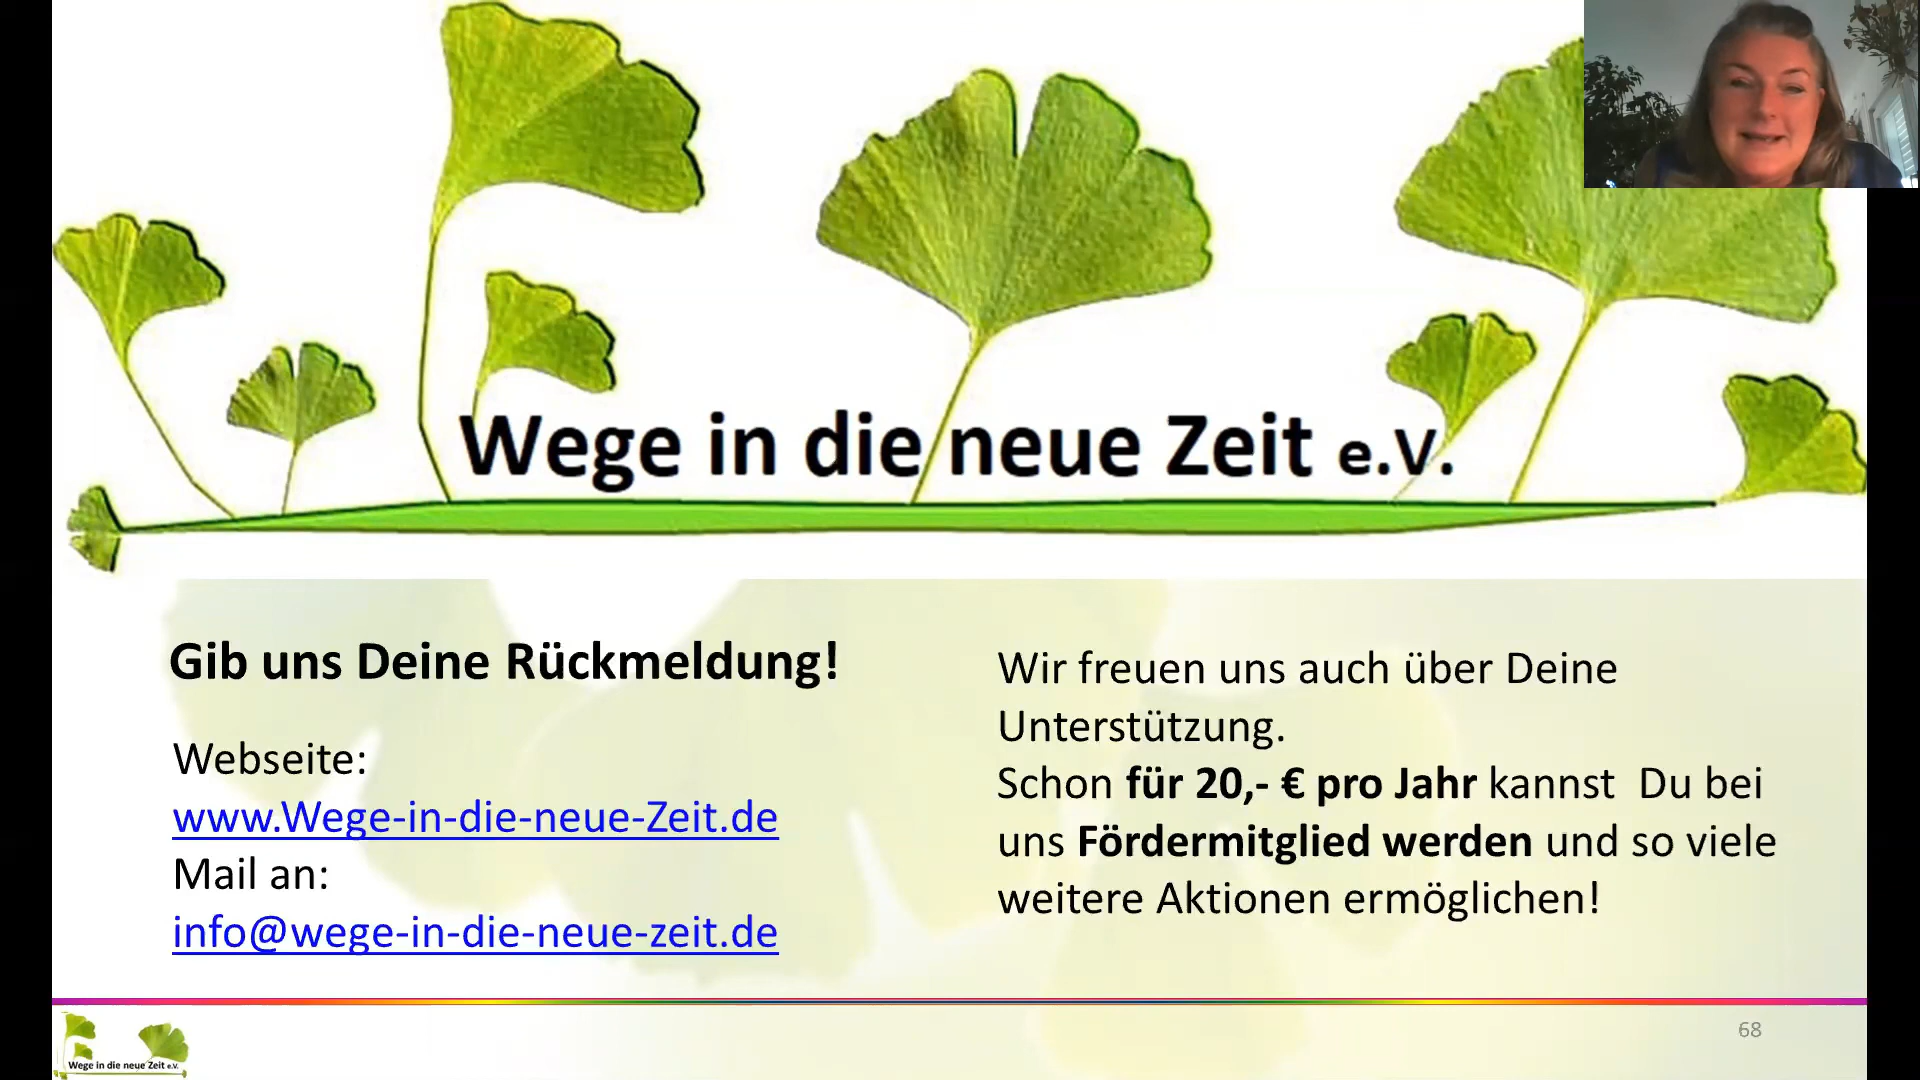 Wege in die neue Zeit e.V.
Gib uns Deine Rückmeldung!
Webseite:
www.Wege-in-die-neue-Zeit.de
Mail an:
info@wege-in-die-neue-zeit.de
Wir freuen uns auch über Deine
Unterstützung.
Schon für 20,- € pro Jahr kannst Du bei
uns Fördermitglied werden und so viele
weitere Aktionen ermöglichen!
Wege in die neue Zeit e.V.
68